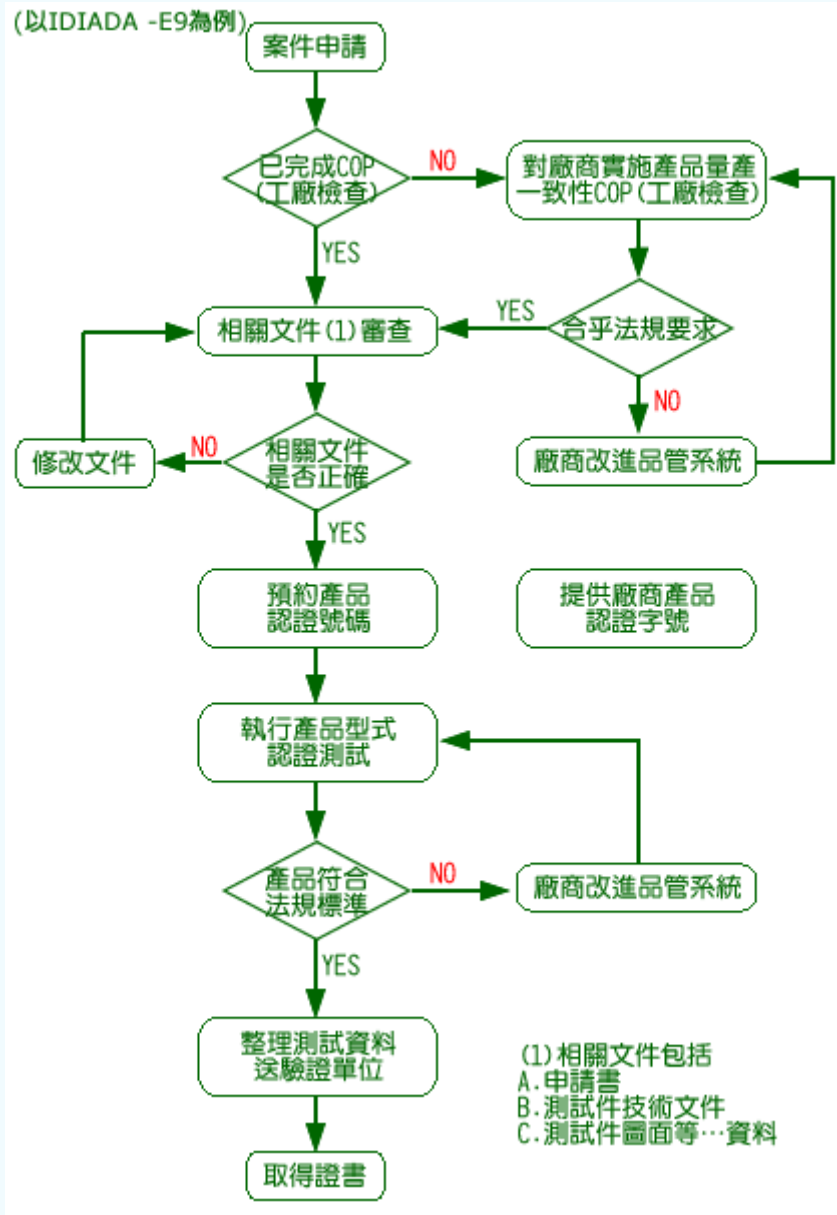 (以IDIADA -E9為例)
案件申請
已完成COP
(工廠檢查)
NO
對廠商實施產品量產
一致性COP(工廠檢查)
YES
相關文件(1)審查
YES
合乎法規要求
NO
修改文件
NO
相關文件
是否正確
廠商改進品管系統
YES
預約產品
認證號碼
提供廠商產品
認證字號
執行產品型式
認證測試
產品符合
法規標準
NO
廠商改進品管系統
YES
整理測試資料
送驗證單位
(1)相關文件包括
A.申請書
B.測試件技術文件
C.測試件圖面等…資料
取得證書